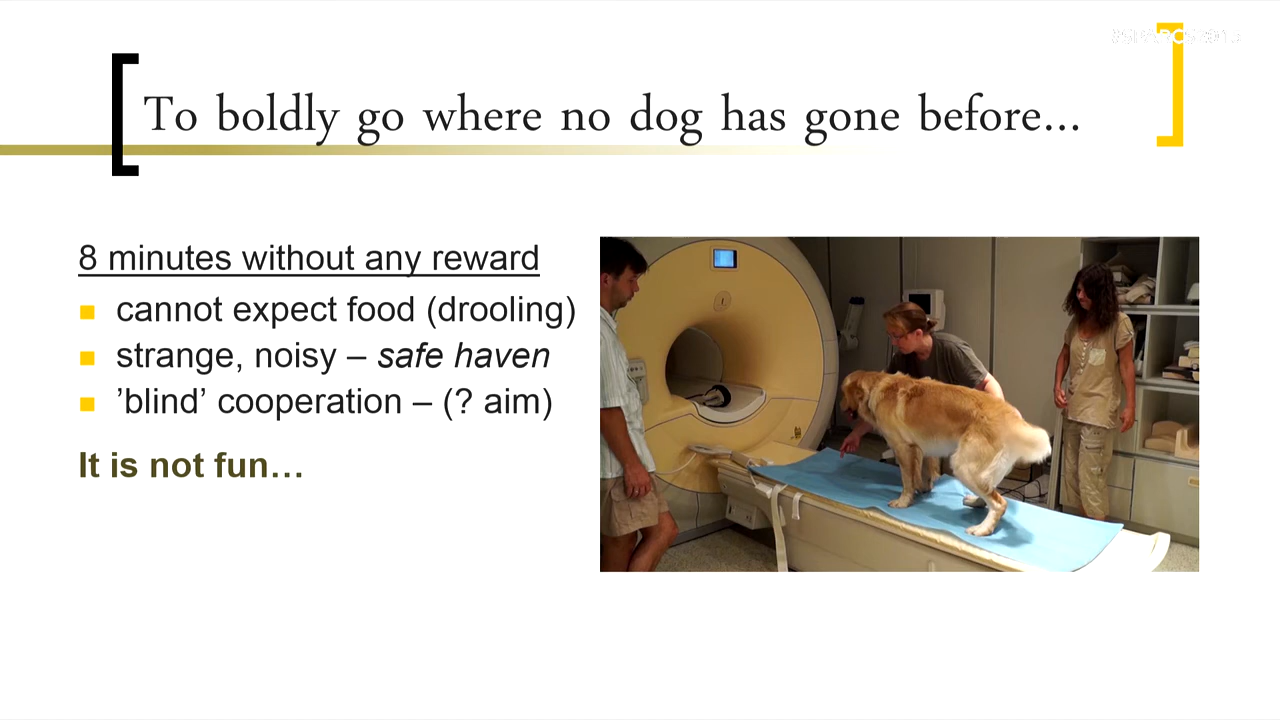 To boldly go where no dog has gone before...
8 minutes without any reward
cannot expect food (drooling)
strange, noisy – safe haven
’blind’ cooperation – (? aim)
It is not fun…